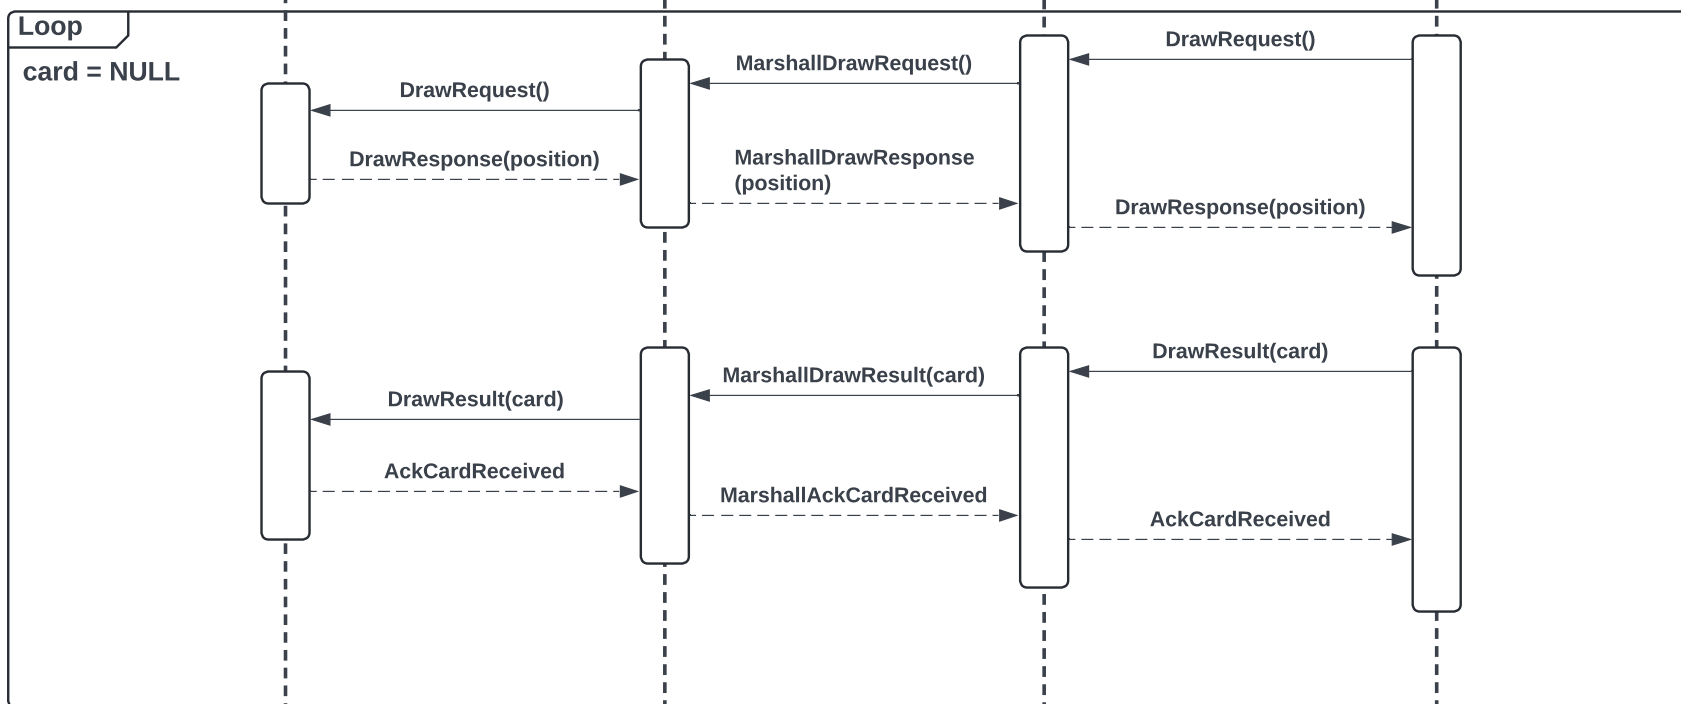 Loop
card = NULL
DrawRequest()
MarshallDrawRequest()
DrawRequest()
DrawResponse(position)
MarshallDrawResponse
(position)
DrawResponse(position)
DrawResult(card)
MarshallDrawResult(card)
DrawResult(card)
AckCardReceived
MarshallAckCardReceived
AckCardReceived